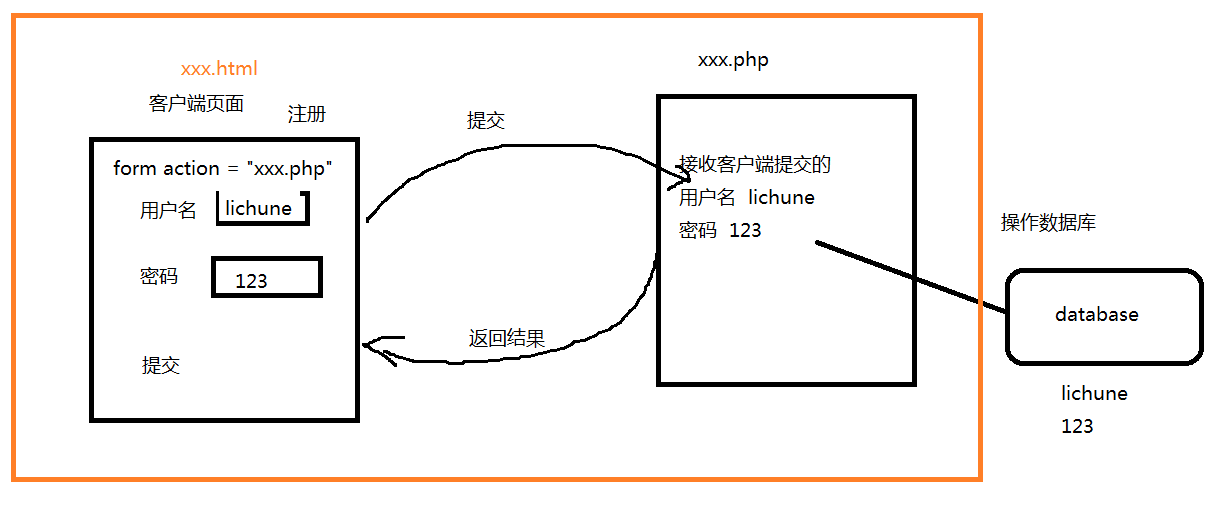 xxx.html
客户端页面
注册
form action = "xxx.php"
用户名 lichune
密码 123
提交
提交
返回结果
xxx.php
接收客户端提交的
用户名 lichune
密码 123
操作数据库
database
lichune
123